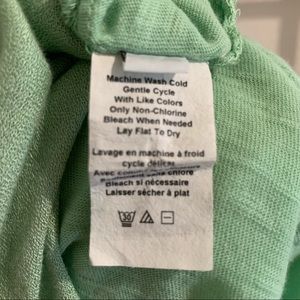 Machine Wash Cold
Gentle Cycle
With Like Colors
Only Non-Chlorine
Bleach When Needed
Lay Flat To Dry
Lavage en machine à froid
cycle délicat
Avec chlore
Bleach si nécessaire
Laisser sécher à plat
30